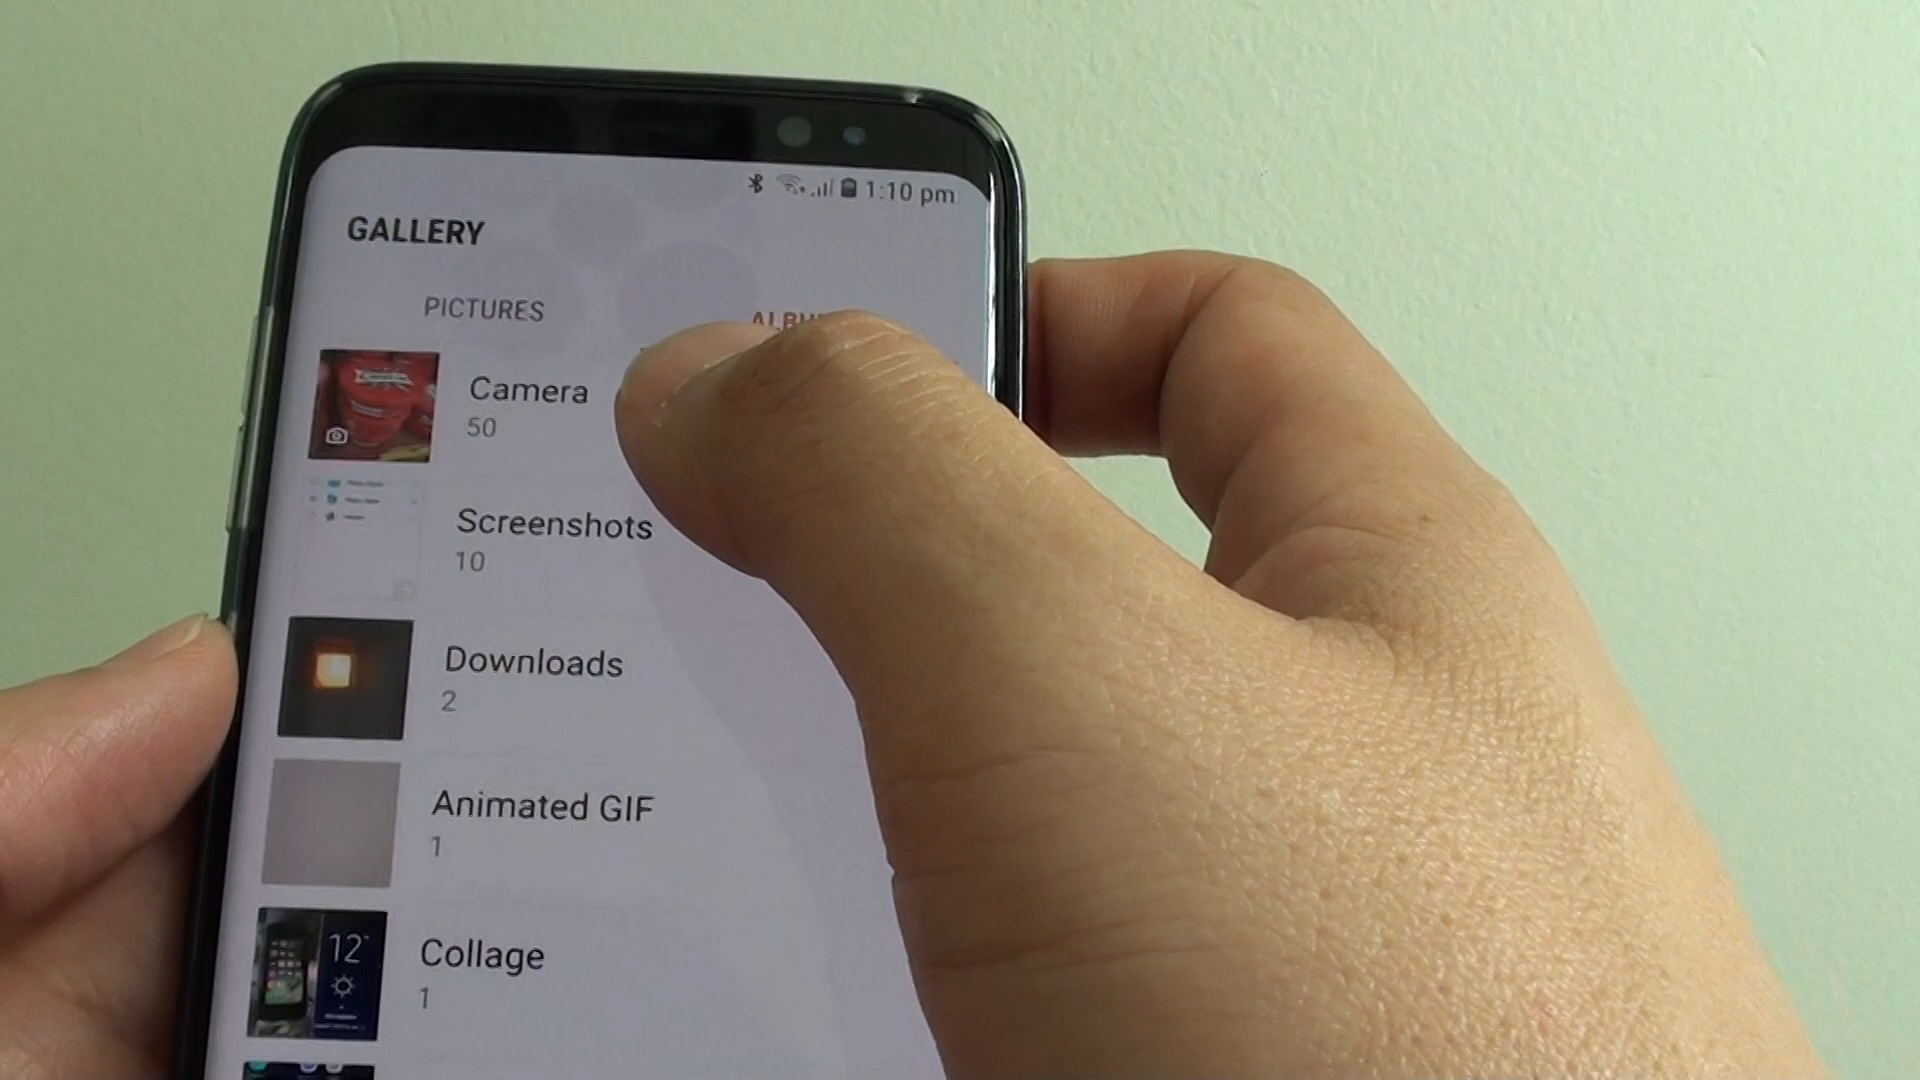 1:10 pm
GALLERY
PICTURES
Camera
50
Screenshots
10
Downloads
2
Animated GIF
1
12°
Collage
1